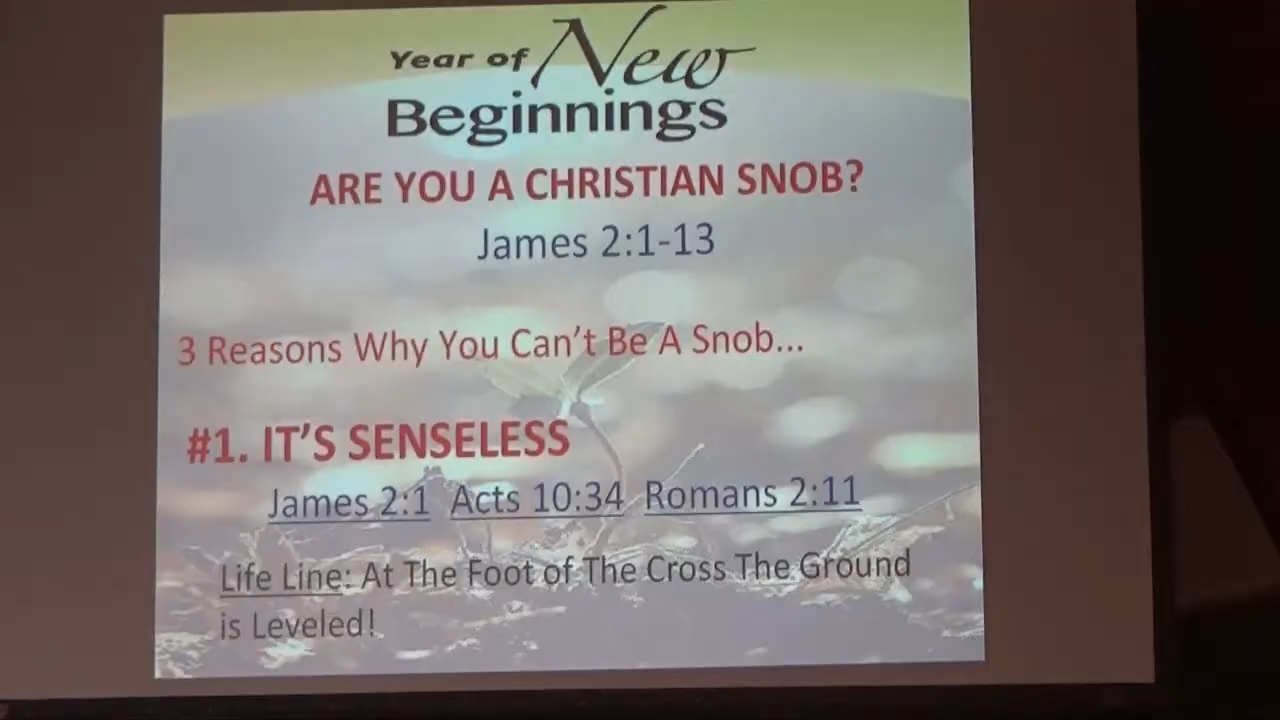 Year of New
Beginnings
ARE YOU A CHRISTIAN SNOB?
James 2:1-13
3 Reasons Why You Can't Be A Snob...
#1. IT'S SENSELESS
James 2:1 Acts 10:34 Romans 2:11
Life Line: At The Foot of The Cross The Ground
is Leveled!